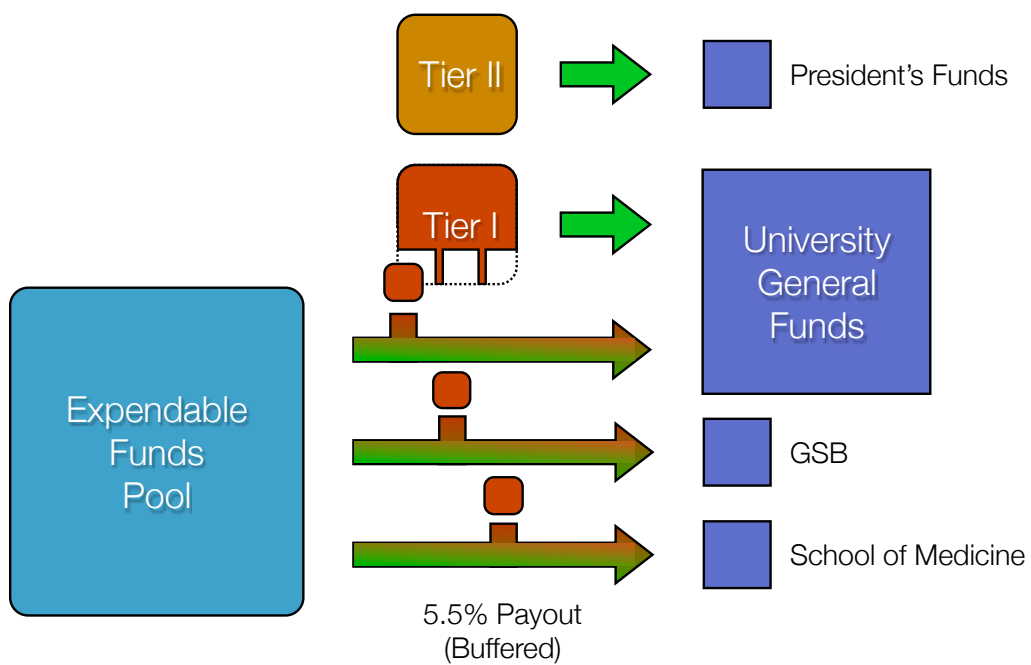 Tier II
President’s Funds
Tier I
University
General
Funds
Expendable
Funds
Pool
GSB
School of Medicine
5.5% Payout
(Buffered)